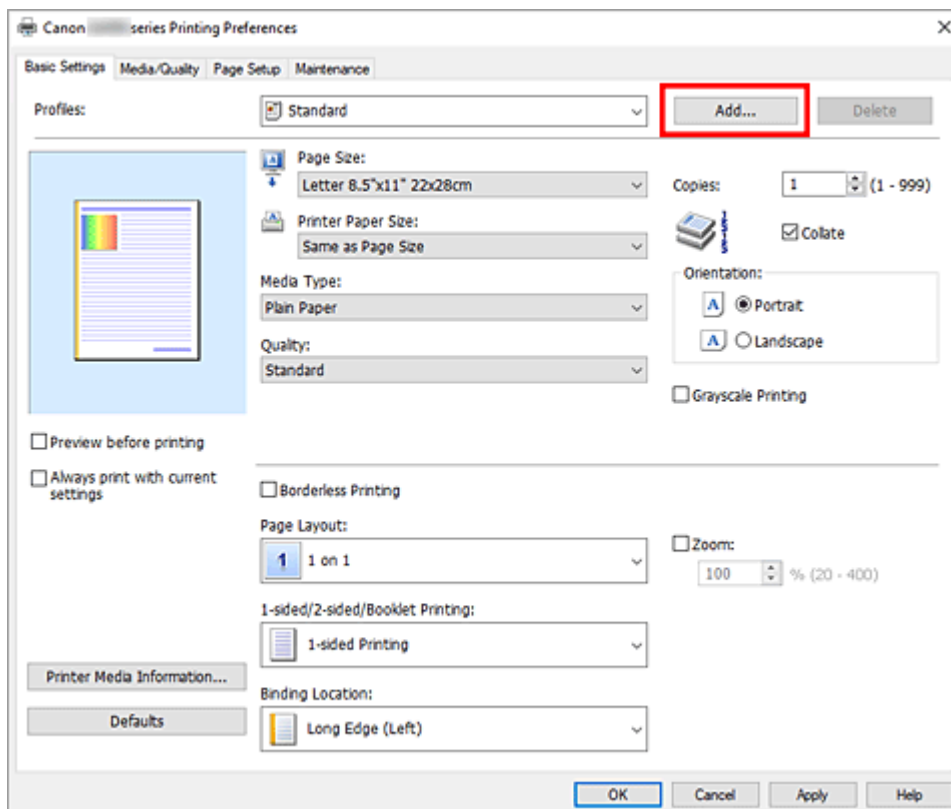 Canon series Printing Preferences
Basic Settings Media/Quality Page Setup Maintenance
Profiles: Standard Add... Delete
Page Size:
Letter 8.5"x11" 22x28cm
Copies: 1 (1 - 999)
Printer Paper Size:
Same as Page Size
Collate
Media Type:
Plain Paper
Orientation:
A Portrait
A Landscape
Quality:
Standard
Grayscale Printing
Preview before printing
Always print with current
settings
Borderless Printing
Page Layout:
1 1 on 1
Zoom:
100 % (20 - 400)
1-sided/2-sided/Booklet Printing:
1-sided Printing
Printer Media Information...
Binding Location:
Defaults
Long Edge (Left)
OK Cancel Apply Help